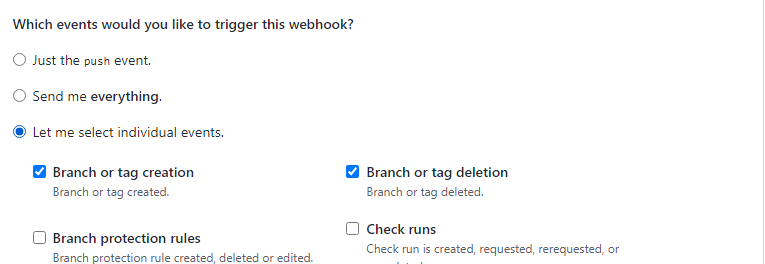 Which events would you like to trigger this webhook?
Just the push event.
Send me everything.
Let me select individual events.
Branch or tag creation
Branch or tag created.
Branch or tag deletion
Branch or tag deleted.
Branch protection rules
Branch protection rule created, deleted or edited.
Check runs
Check run is created, requested, rerequested, or